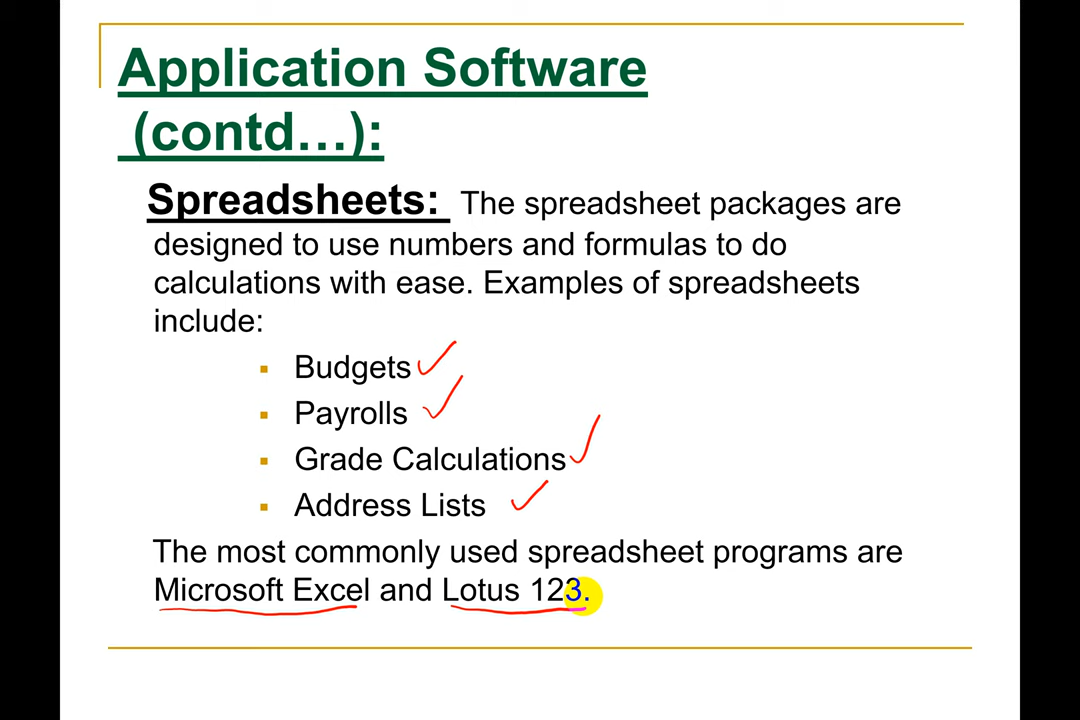 Application Software
(contd…):
Spreadsheets: The spreadsheet packages are
designed to use numbers and formulas to do
calculations with ease. Examples of spreadsheets
include:
▪ Budgets
▪ Payrolls
▪ Grade Calculations
▪ Address Lists
The most commonly used spreadsheet programs are
Microsoft Excel and Lotus 123.